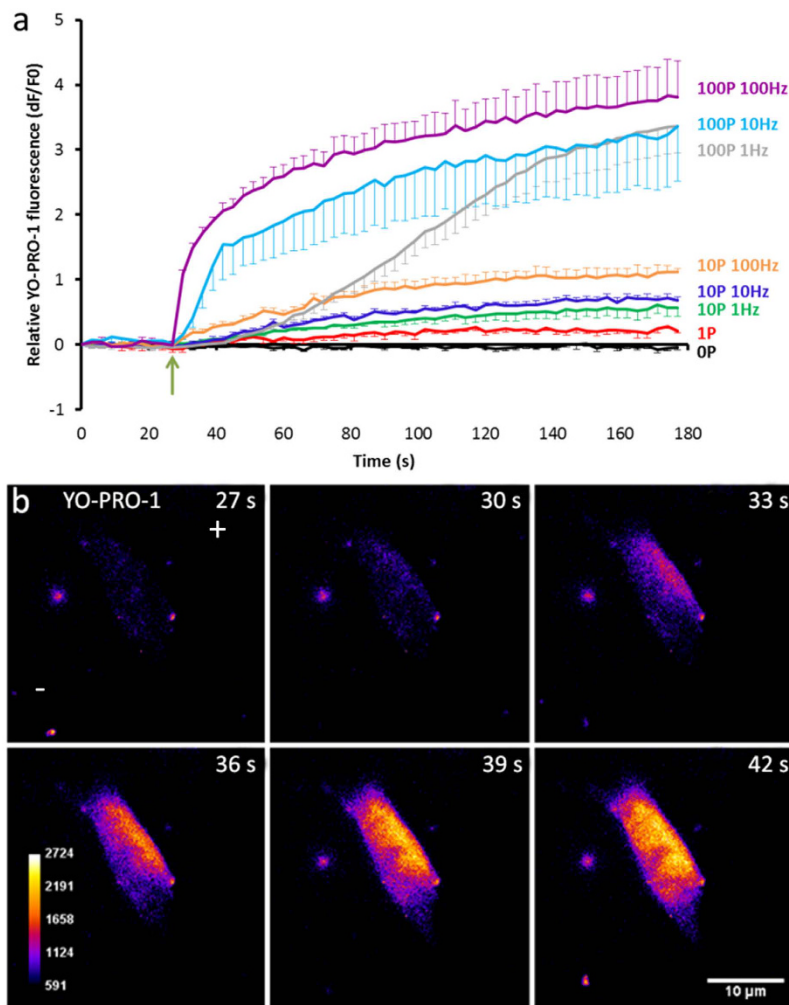 a
Relative YO-PRO-1 fluorescence (dF/F0)
5
4
3
2
1
0
-1
0 20 40 60 80 100 120 140 160 180
Time (s)
100P 100Hz
100P 10Hz
100P 1Hz
10P 100Hz
10P 10Hz
10P 1Hz
1P
0P
b YO-PRO-1 27 s
+
-
30 s
33 s
36 s
2724
2191
1658
1124
591
39 s
42 s
10 µm